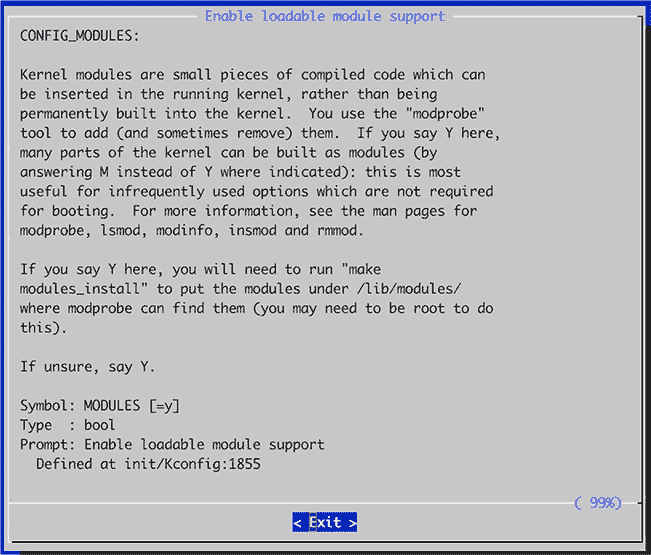 Enable loadable module support
CONFIG_MODULES:
Kernel modules are small pieces of compiled code which can
be inserted in the running kernel, rather than being
permanently built into the kernel.  You use the "modprobe"
tool to add (and sometimes remove) them.  If you say Y here,
many parts of the kernel can be built as modules (by
answering M instead of Y where indicated): this is most
useful for infrequently used options which are not required
for booting.  For more information, see the man pages for
modprobe, lsmod, modinfo, insmod and rmmod.
If you say Y here, you will need to run "make
modules_install" to put the modules under /lib/modules/
where modprobe can find them (you may need to be root to do
this).
If unsure, say Y.
Symbol: MODULES [=y]
Type  : bool
Prompt: Enable loadable module support
  Defined at init/Kconfig:1855
( 99%)
< Exit >